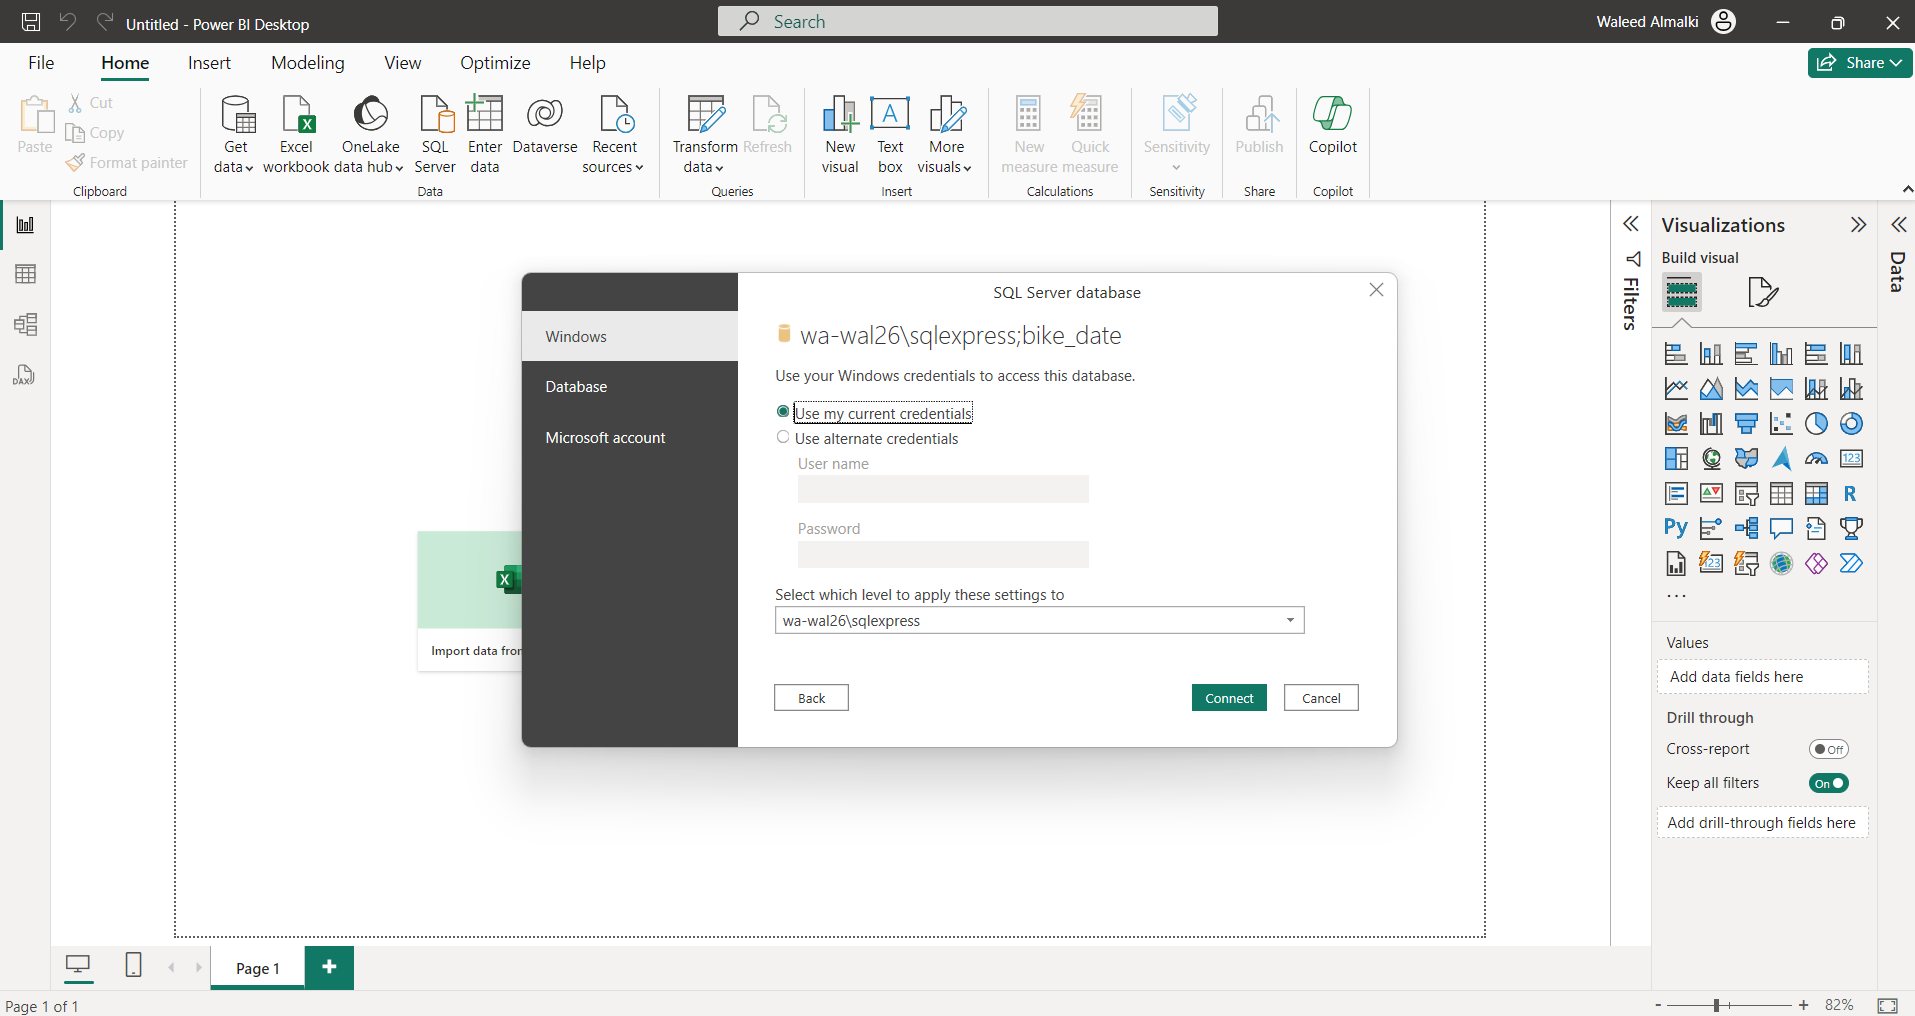 Untitled - Power BI Desktop
Search
Waleed Almalki
File
Home
Insert
Modeling
View
Optimize
Help
Share
Paste
Cut
Copy
Format painter
Clipboard
Get
data
Excel
workbook
OneLake
data hub
SQL
Server
Enter
data
Dataverse
Recent
sources
Data
Transform
data
Refresh
Queries
New
visual
A
Text
box
More
visuals
Insert
New
measure
Quick
measure
Calculations
Sensitivity
Sensitivity
Publish
Share
Copilot
Copilot
DAX
X
Import data fro
SQL Server database
Windows
Database
Microsoft account
wa-wal26\sqlexpress;bike_date
Use your Windows credentials to access this database.
Use my current credentials
Use alternate credentials
User name
Password
Select which level to apply these settings to
wa-wal26\sqlexpress
Back
Connect
Cancel
Filters
Visualizations
Build visual
123
R
Py
123
...
Values
Add data fields here
Drill through
Cross-report
Off
Keep all filters
On
Add drill-through fields here
Data
Page 1
+
Page 1 of 1
-
+
82%